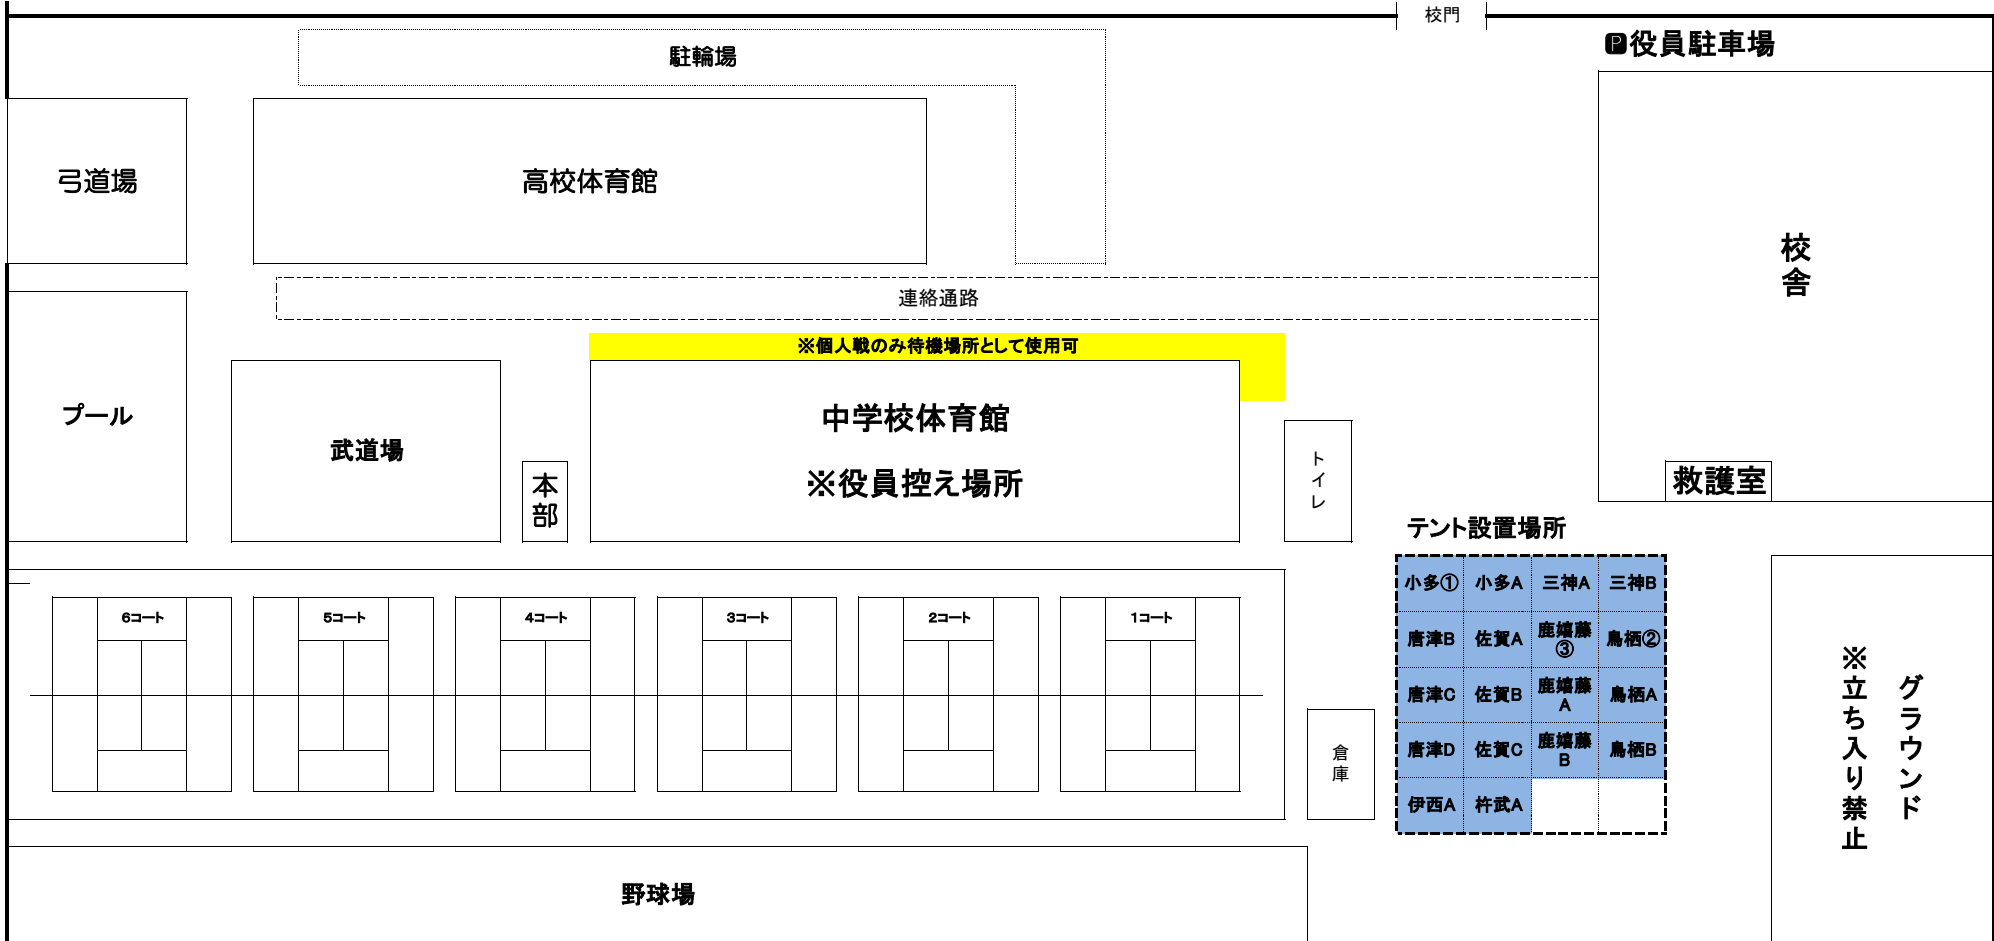 校門
🅿役員駐車場
駐輪場
弓道場
高校体育館
校舎
連絡通路
※個人戦のみ待機場所として使用可
プール
武道場
本部
中学校体育館
※役員控え場所
トイレ
救護室
テント設置場所
小多① 小多A 三神A 三神B
唐津B 佐賀A 鹿嬉藤③ 鳥栖②
唐津C 佐賀B 鹿嬉藤A 鳥栖A
唐津D 佐賀C 鹿嬉藤B 鳥栖B
伊西A 杵武A
6コート 5コート 4コート 3コート 2コート 1コート
倉庫
グラウンド
※立ち入り禁止
野球場